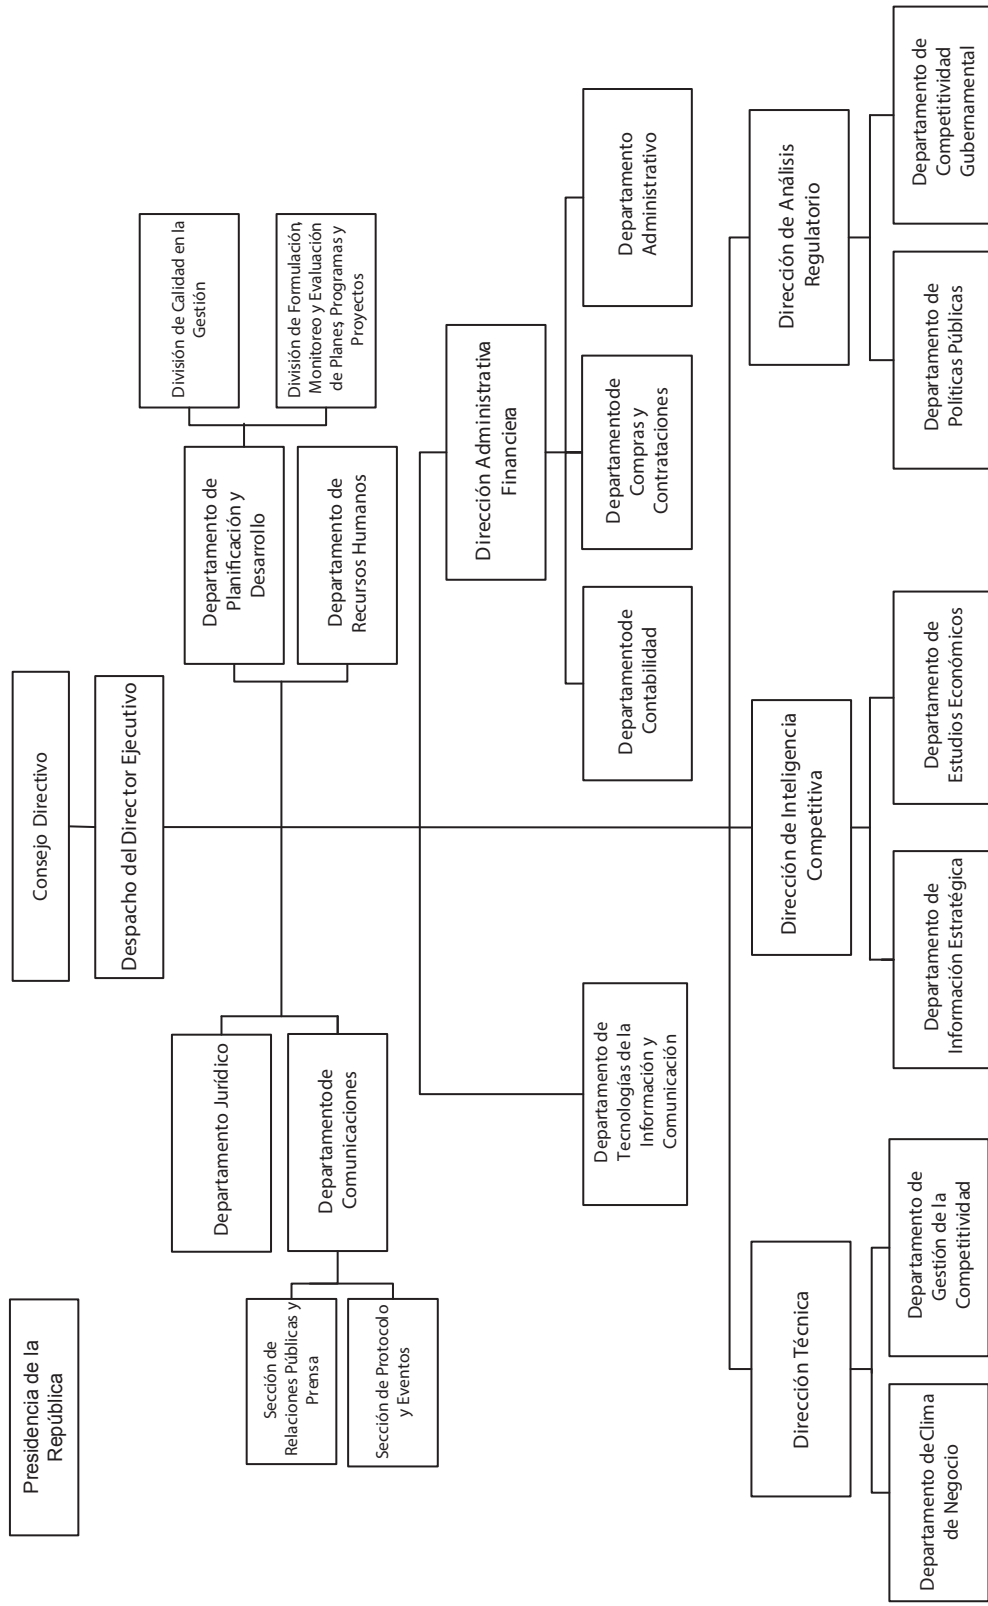 Presidencia de la
República
Consejo Directivo
Despacho del Director Ejecutivo
Departamento Jurídico
Departamento de
Comunicaciones
Sección de
Relaciones Públicas y
Prensa
Sección de Protocolo
y Eventos
Departamento de
Planificación y
Desarrollo
Departamento de
Recursos Humanos
División de Calidad en la
Gestión
División de Formulación,
Monitoreo y Evaluación
de Planes, Programas y
Proyectos
Departamento de
Tecnologías de la
Información y
Comunicación
Dirección Administrativa
Financiera
Departamento de
Contabilidad
Departamento de
Compras y
Contrataciones
Departamento
Administrativo
Dirección Técnica
Departamento de Clima
de Negocio
Departamento de
Gestión de la
Competitividad
Dirección de Inteligencia
Competitiva
Departamento de
Información Estratégica
Departamento de
Estudios Económicos
Dirección de Análisis
Regulatorio
Departamento de
Políticas Públicas
Departamento de
Competitividad
Gubernamental